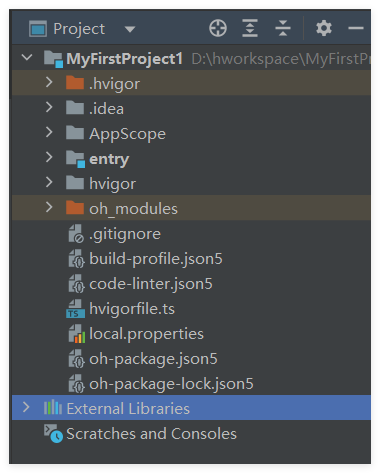 Project
MyFirstProject1 D:\hworkspace\MyFirstP
.hvigor
.idea
AppScope
entry
hvigor
oh_modules
.gitignore
build-profile.json5
code-linter.json5
hvigorfile.ts
local.properties
oh-package.json5
oh-package-lock.json5
External Libraries
Scratches and Consoles